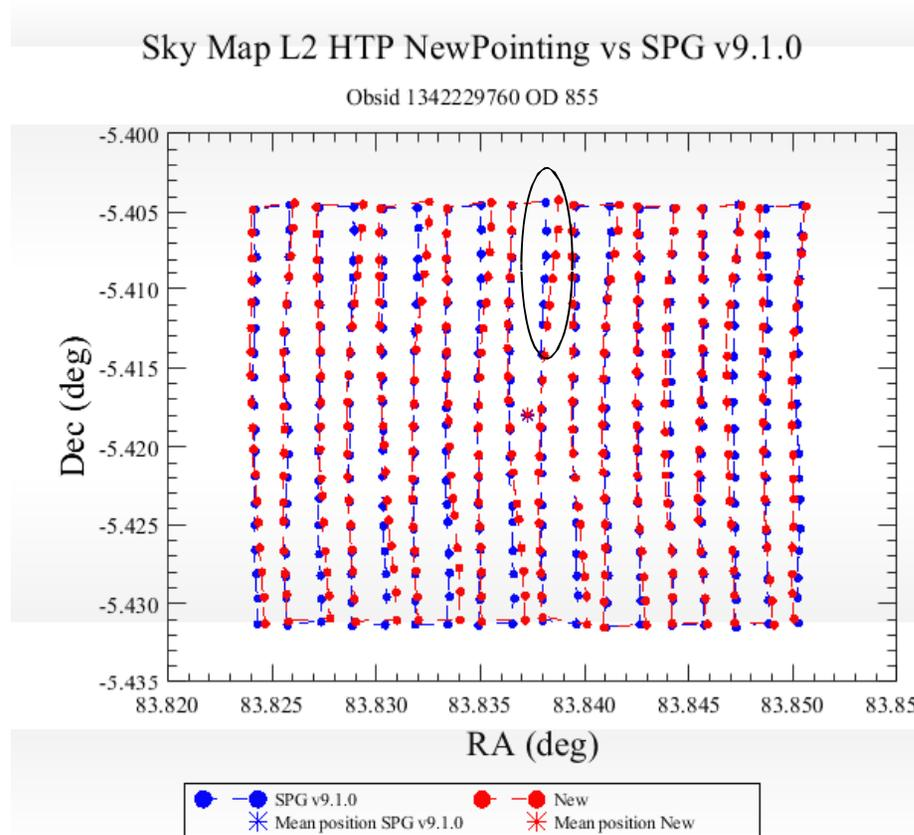 Sky Map L2 HTP NewPointing vs SPG v9.1.0
Obsid 1342229760 OD 855
-5.400
-5.405
-5.410
-5.415
-5.420
-5.425
-5.430
-5.435
Dec (deg)
83.820 83.825 83.830 83.835 83.840 83.845 83.850 83.85
RA (deg)
SPG v9.1.0 New
Mean position SPG v9.1.0 Mean position New